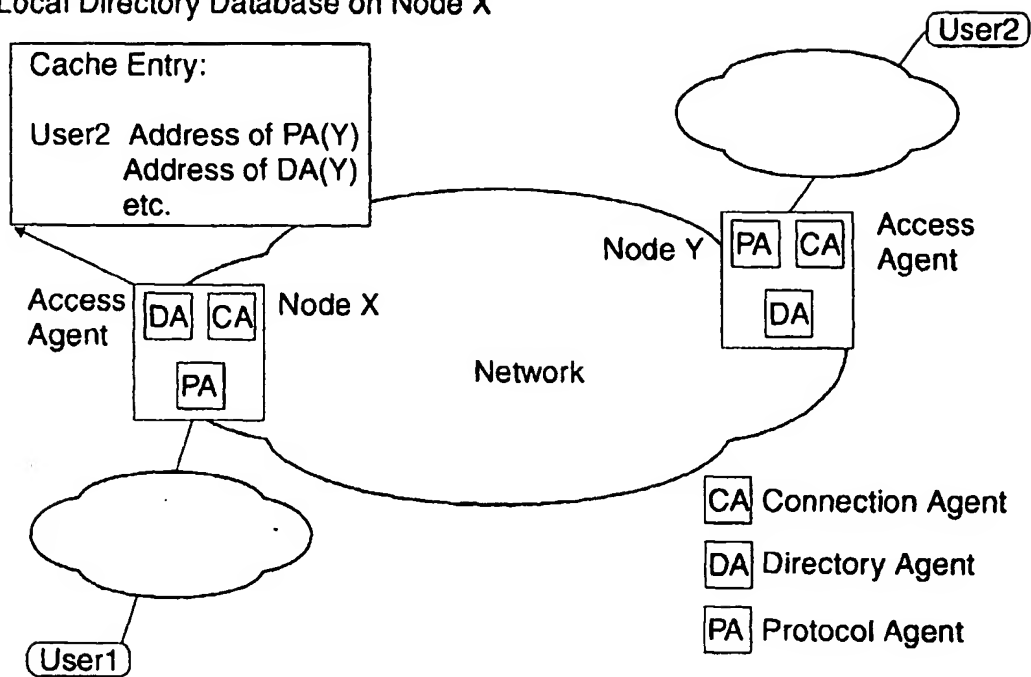 Local Directory Database on Node X
User2
Cache Entry:
User2 Address of PA(Y)
Address of DA(Y)
etc.
Node Y
PA
CA
DA
Access
Agent
Access
Agent
DA
CA
PA
Node X
Network
CA Connection Agent
DA Directory Agent
PA Protocol Agent
User1